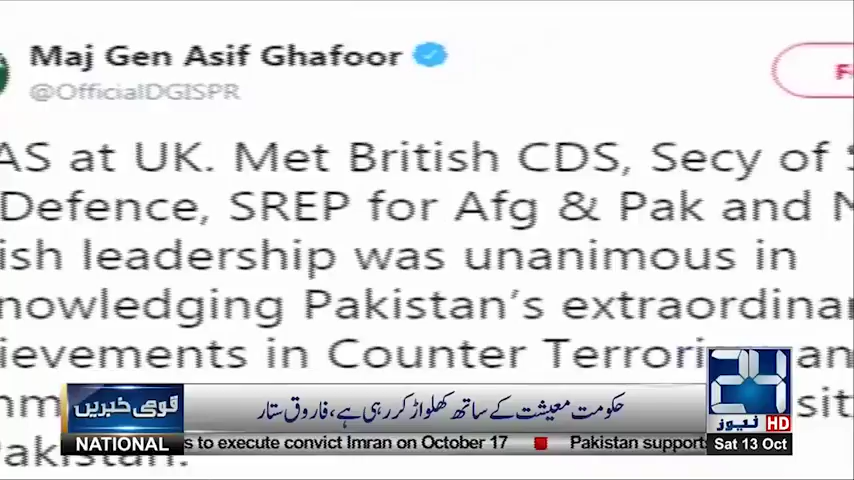 Maj Gen Asif Ghafoor
@OfficialDGISPR
AS at UK. Met British CDS, Secy of
Defence, SREP for Afg & Pak and
ish leadership was unanimous in
nowledging Pakistan's extraordinar
ievements in Counter Terrori an
sit
Pakistan.
حکومت معیشت کے ساتھ کھلواڑ کر رہی ہے، فاروق ستار
قومی خبریں
24
نیوز HD
NATIONAL
s to execute convict Imran on October 17 Pakistan support
Sat 13 Oct